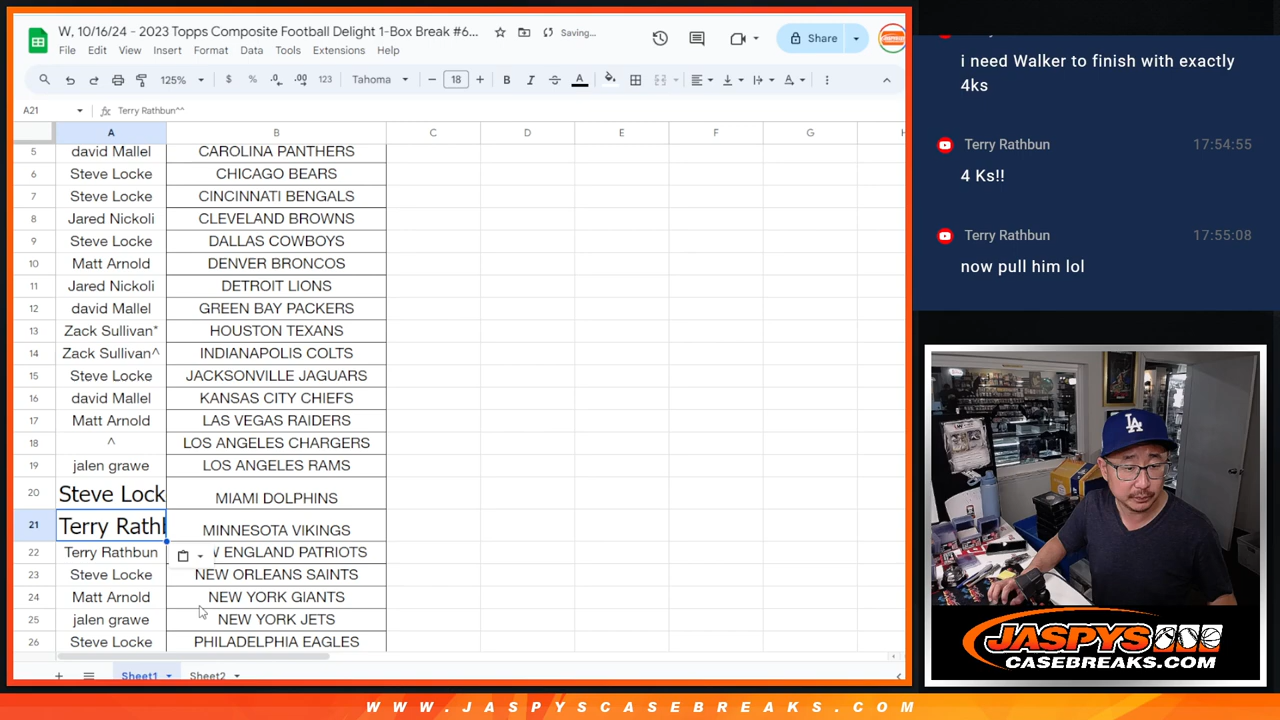 W, 10/16/24 - 2023 Topps Composite Football Delight 1-Box Break #6...
Saving...
File Edit View Insert Format Data Tools Extensions Help
Share
125% $ % .0 .00 123 Tahoma 18 B I A
A21 fx Terry Rathbun^^
A B C D E F G H
5 david Mallel CAROLINA PANTHERS
6 Steve Locke CHICAGO BEARS
7 Steve Locke CINCINNATI BENGALS
8 Jared Nickoli CLEVELAND BROWNS
9 Steve Locke DALLAS COWBOYS
10 Matt Arnold DENVER BRONCOS
11 Jared Nickoli DETROIT LIONS
12 david Mallel GREEN BAY PACKERS
13 Zack Sullivan* HOUSTON TEXANS
14 Zack Sullivan^ INDIANAPOLIS COLTS
15 Steve Locke JACKSONVILLE JAGUARS
16 david Mallel KANSAS CITY CHIEFS
17 Matt Arnold LAS VEGAS RAIDERS
18 ^ LOS ANGELES CHARGERS
19 jalen grawe LOS ANGELES RAMS
20 Steve Lock MIAMI DOLPHINS
21 Terry Rath MINNESOTA VIKINGS
22 Terry Rathbun ENGLAND PATRIOTS
23 Steve Locke NEW ORLEANS SAINTS
24 Matt Arnold NEW YORK GIANTS
25 jalen grawe NEW YORK JETS
26 Steve Locke PHILADELPHIA EAGLES
Sheet1 Sheet2
i need Walker to finish with exactly
4ks
Terry Rathbun 17:54:55
4 Ks!!
Terry Rathbun 17:55:08
now pull him lol
LA
JASPYS
CASEBREAKS.COM
WWW.JASPYSCASEBREAKS.COM